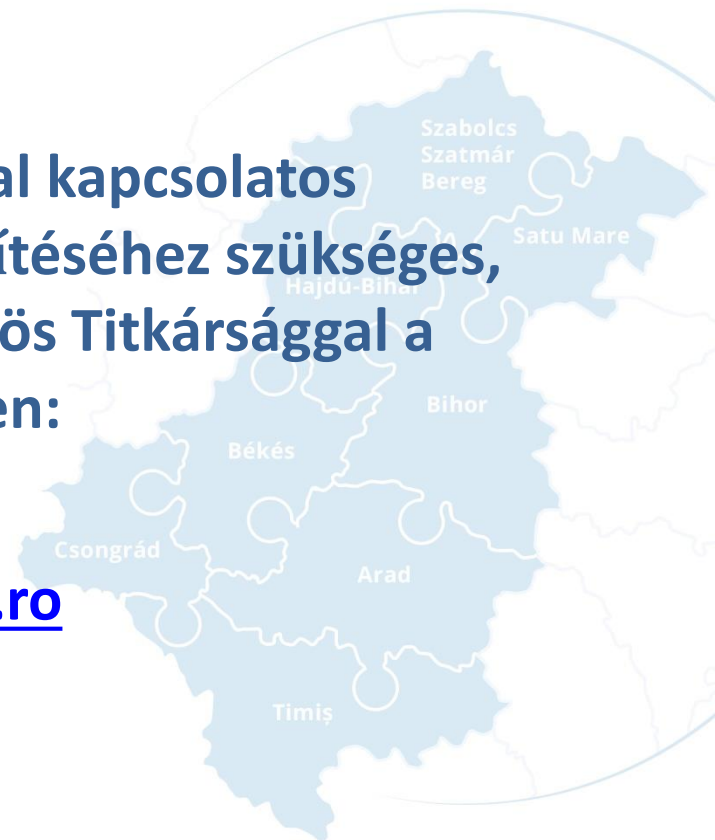 al kapcsolatos
ítéséhez szükséges,
ös Titkársággal a
en:
.ro
Szabolcs
Szatmár
Bereg
Satu Mare
Hajdú-Bihar
Bihor
Békés
Csongrád
Arad
Timiș